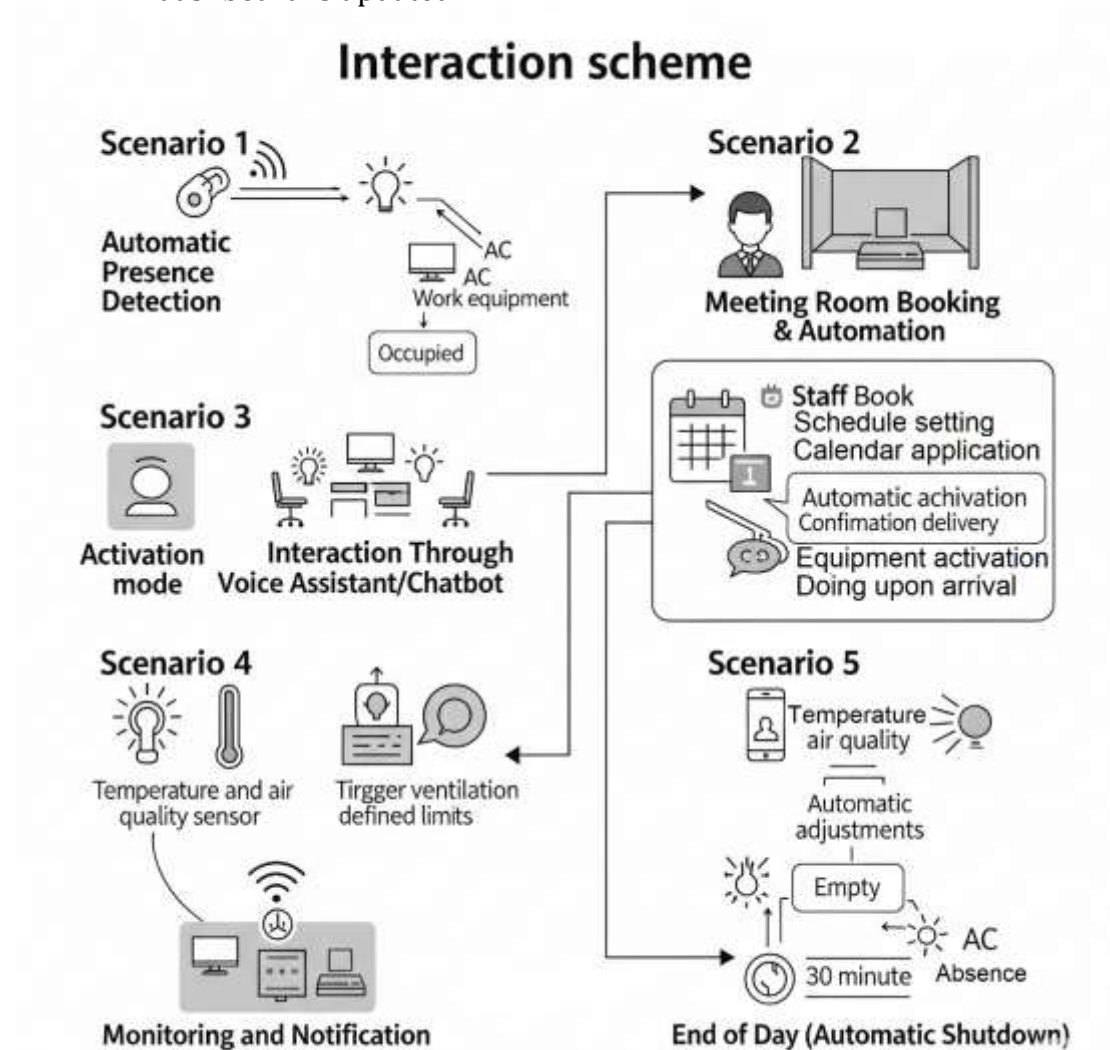 Interaction scheme
Scenario 1
Automatic
Presence
Detection
AC
AC
Work equipment
Occupied
Scenario 2
Meeting Room Booking
& Automation
Staff Book
Schedule setting
Calendar application
1
Automatic achivation
Confimation delivery
Equipment activation
Doing upon arrival
Scenario 3
Activation
mode
Interaction Through
Voice Assistant/Chatbot
Scenario 4
Temperature and air
quality sensor
Tirgger ventilation
defined limits
Monitoring and Notification
Scenario 5
Temperature
air quality
Automatic
adjustments
Empty
AC
Absence
30 minute
End of Day (Automatic Shutdown)